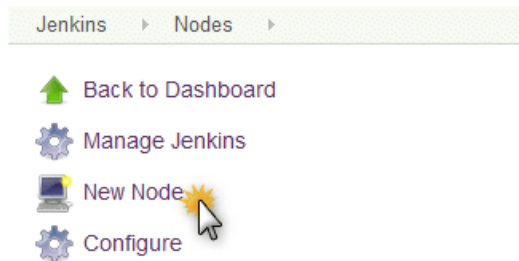 Jenkins Nodes
Back to Dashboard
Manage Jenkins
New Node
Configure